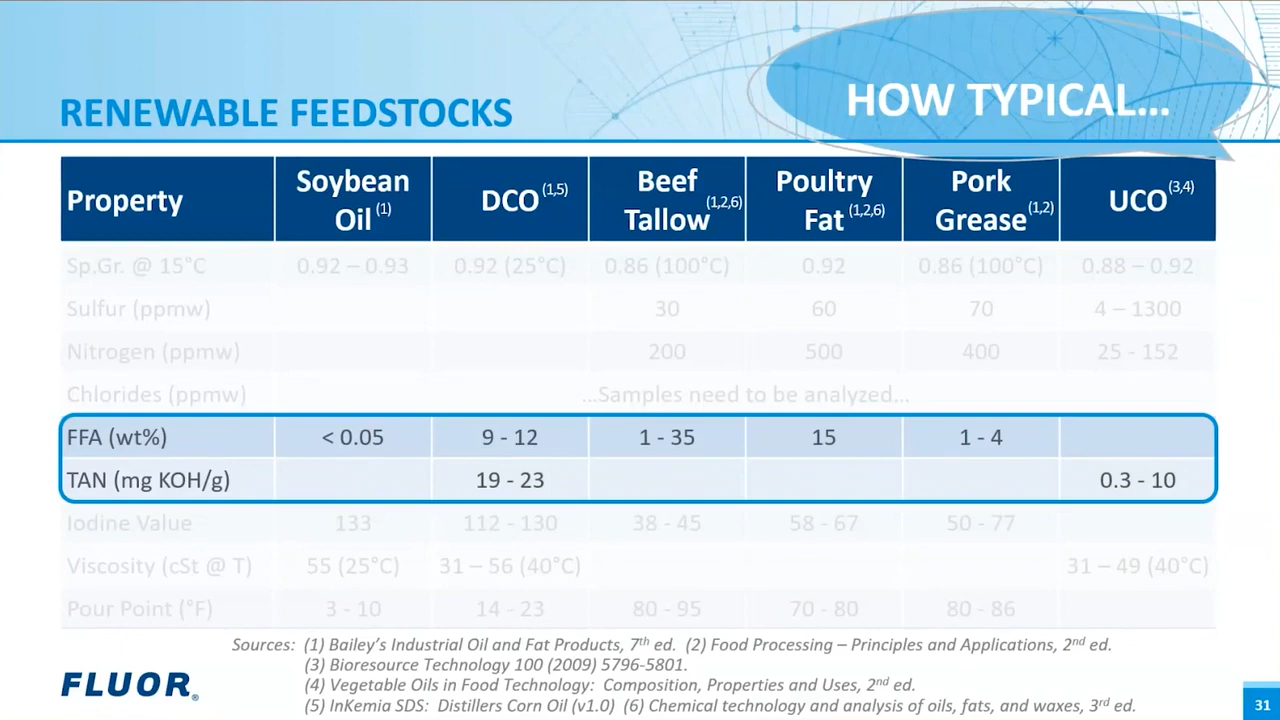 HOW TYPICAL...
RENEWABLE FEEDSTOCKS
Property Soybean Oil (1) DCO (1,5) Beef Tallow (1,2,6) Poultry Fat (1,2,6) Pork Grease (1,2) UCO (3,4)
Sp.Gr. @ 15°C 0.92 – 0.93 0.92 (25°C) 0.86 (100°C) 0.92 0.86 (100°C) 0.88 – 0.92
Sulfur (ppmw) 30 60 70 4 – 1300
Nitrogen (ppmw) 200 500 400 25 - 152
Chlorides (ppmw) ...Samples need to be analyzed...
FFA (wt%) < 0.05 9 - 12 1 - 35 15 1 - 4
TAN (mg KOH/g) 19 - 23 0.3 - 10
Iodine Value 133 112 - 130 38 - 45 58 - 67 50 - 77
Viscosity (cSt @ T) 55 (25°C) 31 – 56 (40°C) 31 – 49 (40°C)
Pour Point (°F) 3 - 10 14 - 23 80 - 95 70 - 80 80 - 86
Sources: (1) Bailey's Industrial Oil and Fat Products, 7th ed. (2) Food Processing – Principles and Applications, 2nd ed.
(3) Bioresource Technology 100 (2009) 5796-5801.
(4) Vegetable Oils in Food Technology: Composition, Properties and Uses, 2nd ed.
(5) InKemia SDS: Distillers Corn Oil (v1.0) (6) Chemical technology and analysis of oils, fats, and waxes, 3rd ed.
FLUOR®
31